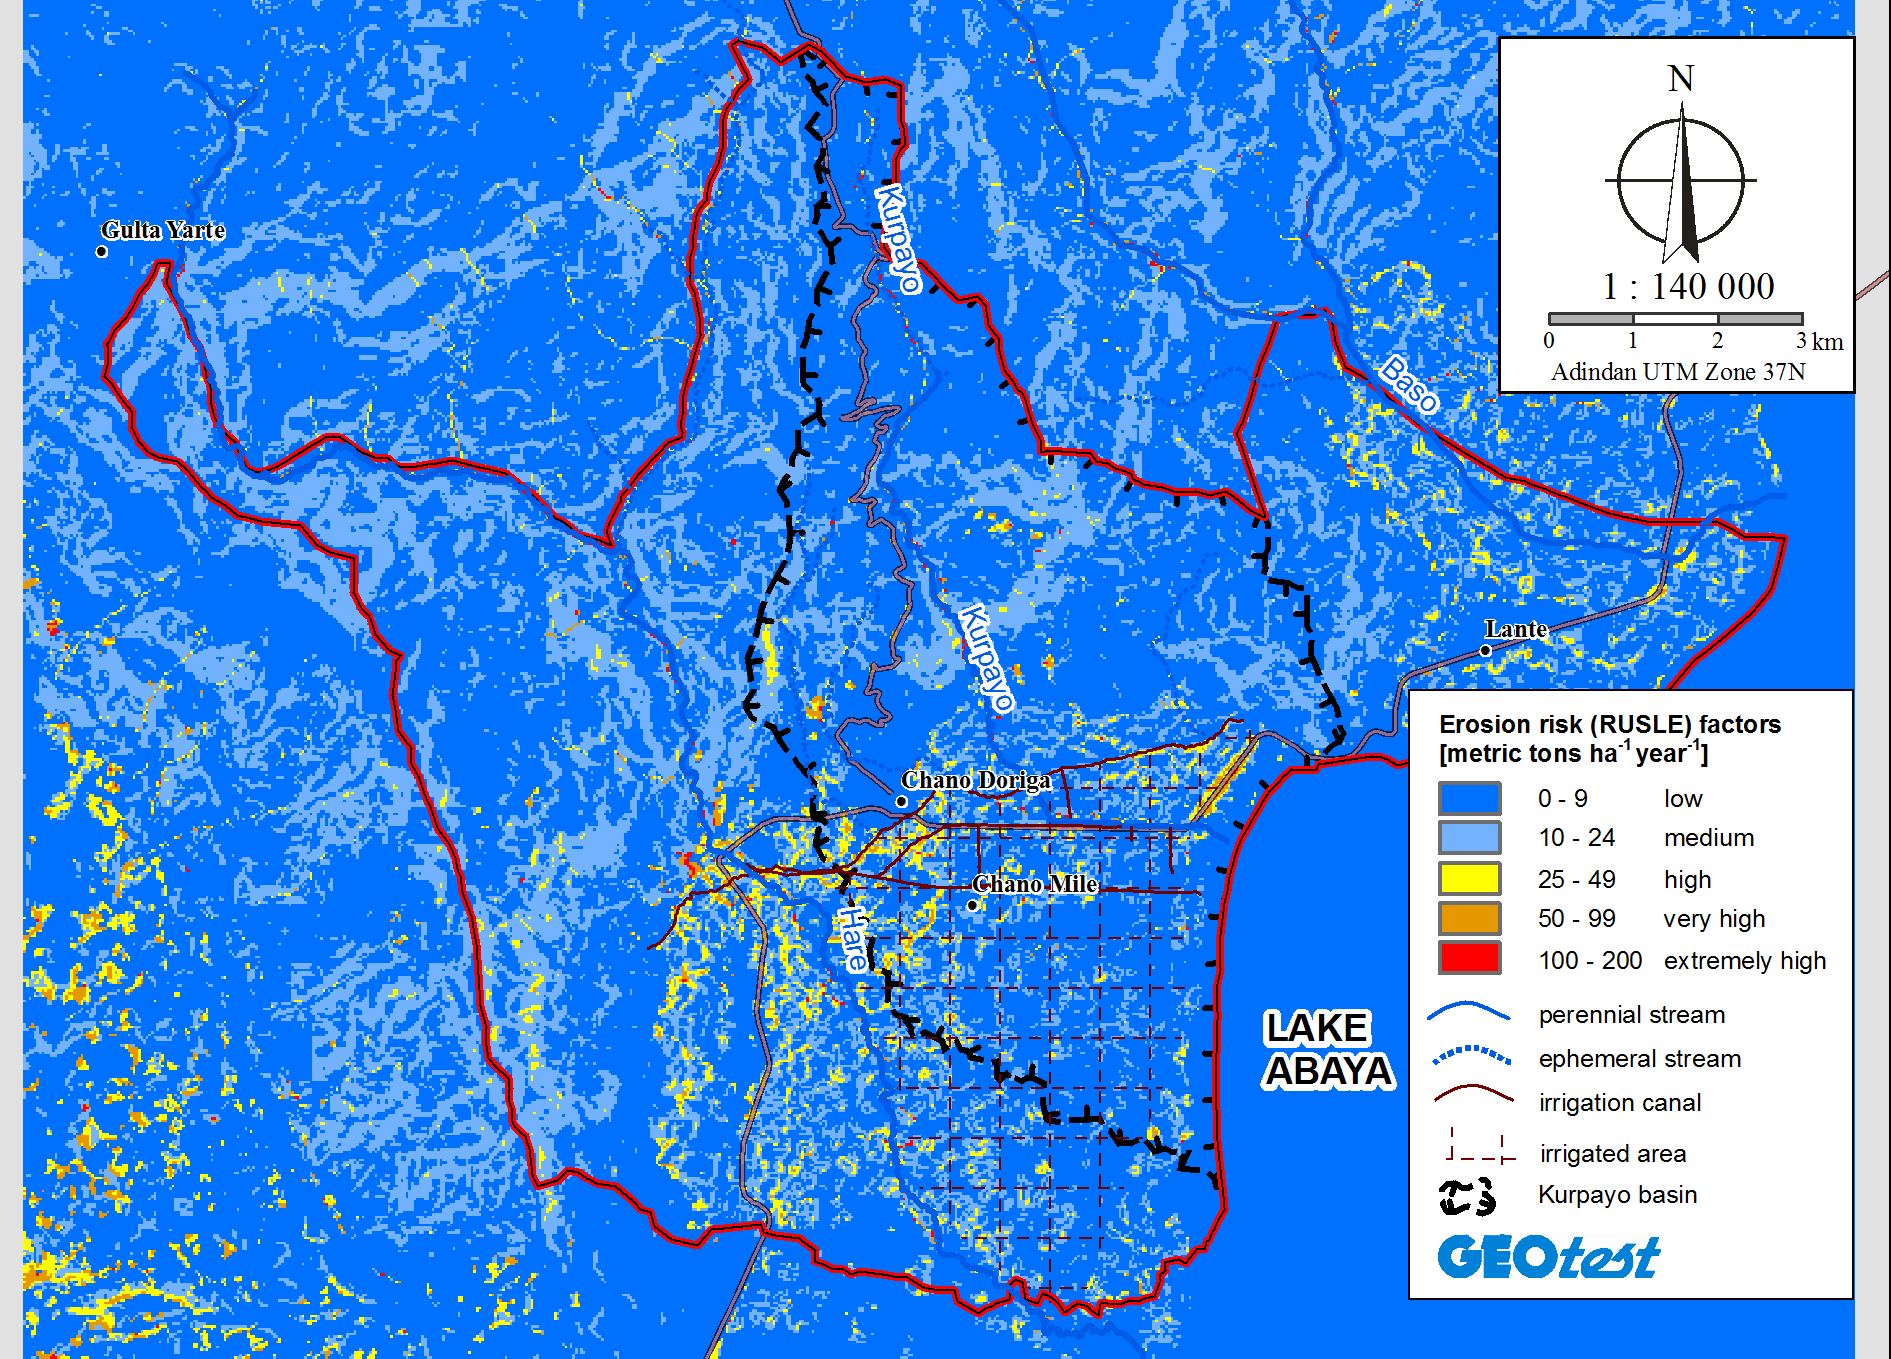 N
1 : 140 000
0 1 2 3 km
Adindan UTM Zone 37N
Gulta Yarte
Kurpayo
Baso
Lante
Kurpayo
Chano Doriga
Chano Mile
Hare
LAKE
ABAYA
Erosion risk (RUSLE) factors
[metric tons ha-1 year-1]
0 - 9 low
10 - 24 medium
25 - 49 high
50 - 99 very high
100 - 200 extremely high
perennial stream
ephemeral stream
irrigation canal
irrigated area
Kurpayo basin
GEOtest